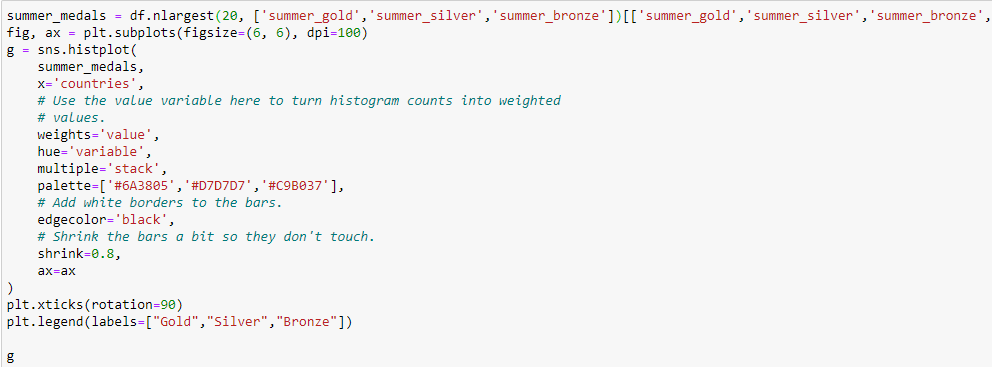 summer_medals = df.nlargest(20, ['summer_gold','summer_silver','summer_bronze'])[['summer_gold','summer_silver','summer_bronze',
fig, ax = plt.subplots(figsize=(6, 6), dpi=100)
g = sns.histplot(
    summer_medals,
    x='countries',
    # Use the value variable here to turn histogram counts into weighted
    # values.
    weights='value',
    hue='variable',
    multiple='stack',
    palette=['#6A3805','#D7D7D7','#C9B037'],
    # Add white borders to the bars.
    edgecolor='black',
    # Shrink the bars a bit so they don't touch.
    shrink=0.8,
    ax=ax
)
plt.xticks(rotation=90)
plt.legend(labels=["Gold","Silver","Bronze"])

g